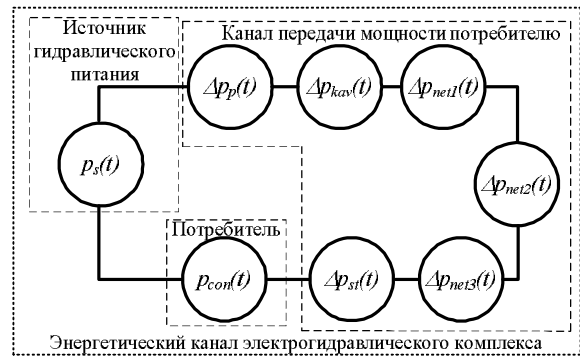 Источник
гидравлического
питания
Канал передачи мощности потребителю
Δpp(t)
Δpkav(t)
Δpnet1(t)
ps(t)
Δpnet2(t)
Потребитель
pcon(t)
Δpst(t)
Δpnet3(t)
Энергетический канал электрогидравлического комплекса